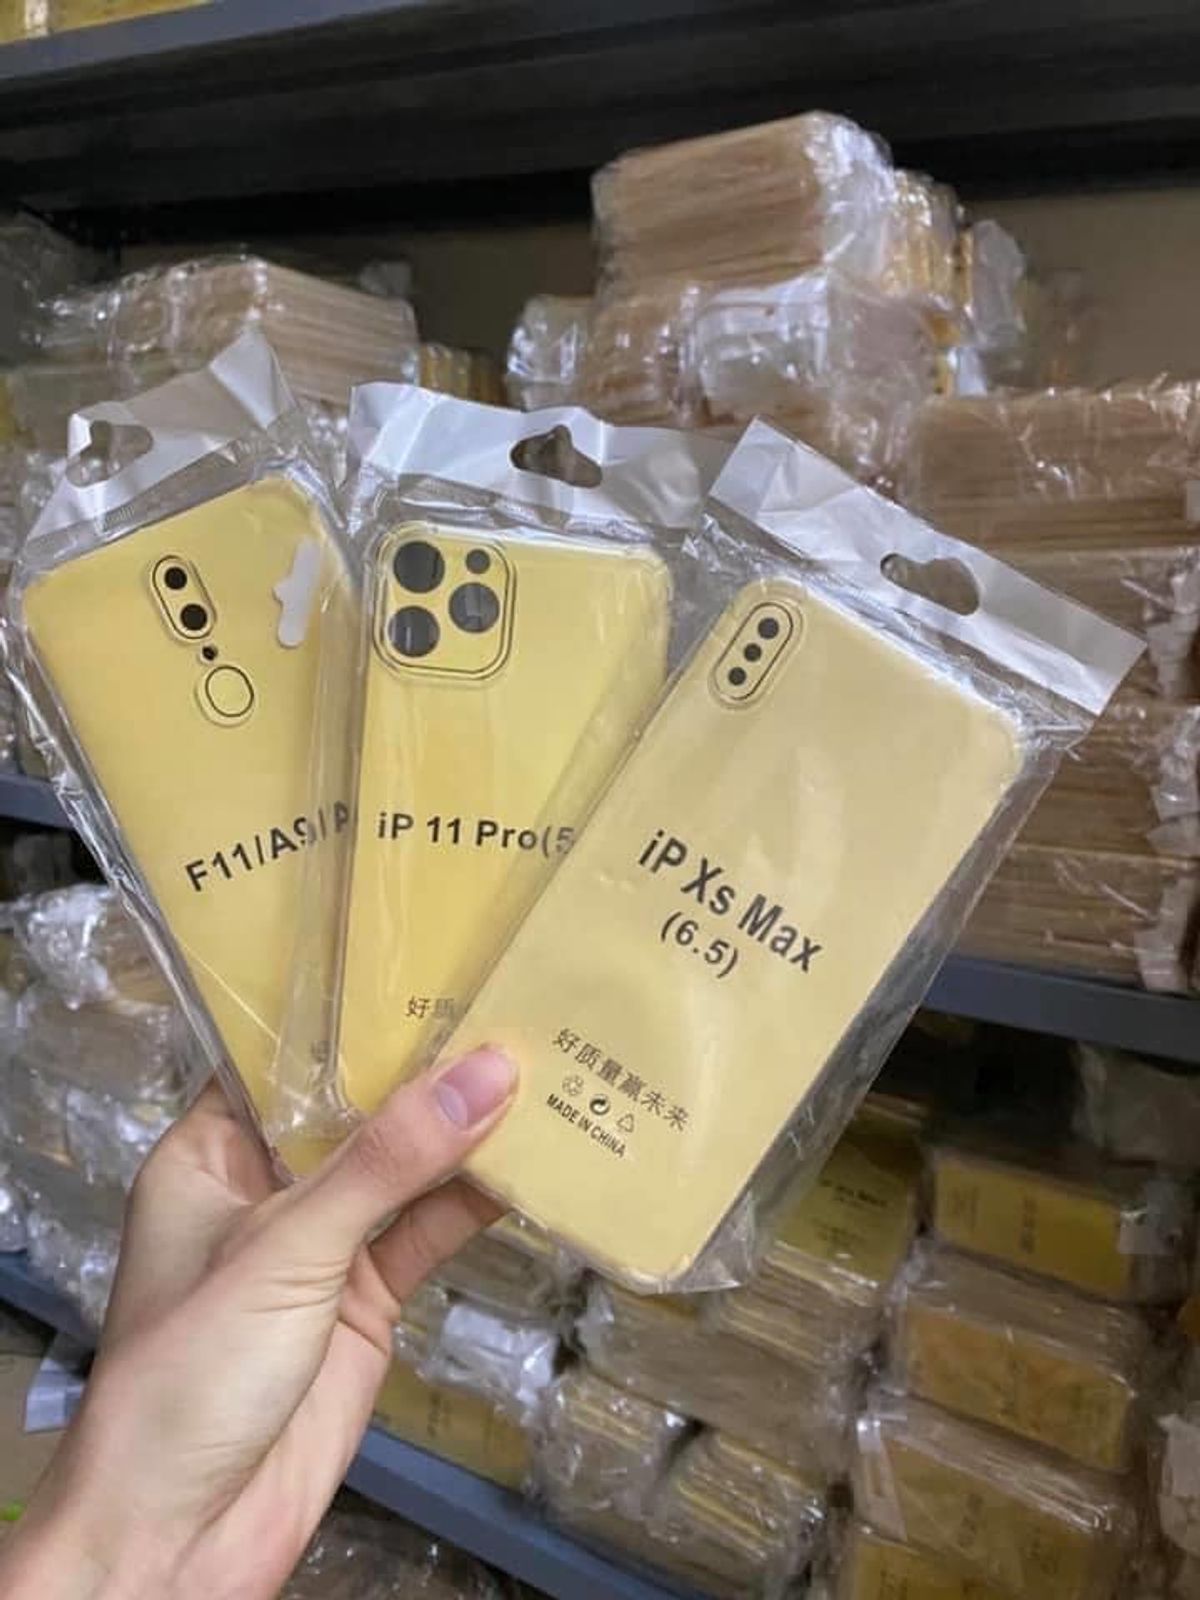 F11/A9/
iP 11 Pro(5
好质
iP Xs Max
(6.5)
好质量赢未来
MADE IN CHINA